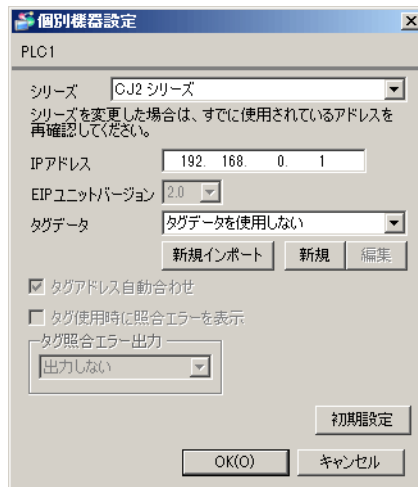 個別機器設定
PLC1
シリーズ CJ2 シリーズ
シリーズを変更した場合は、すでに使用されているアドレスを
再確認してください。
IPアドレス 192. 168. 0. 1
EIPユニットバージョン 2.0
タグデータ タグデータを使用しない
新規インポート 新規 編集
タグアドレス自動合わせ
タグ使用時に照合エラーを表示
タグ照合エラー出力
出力しない
初期設定
OK(O) キャンセル